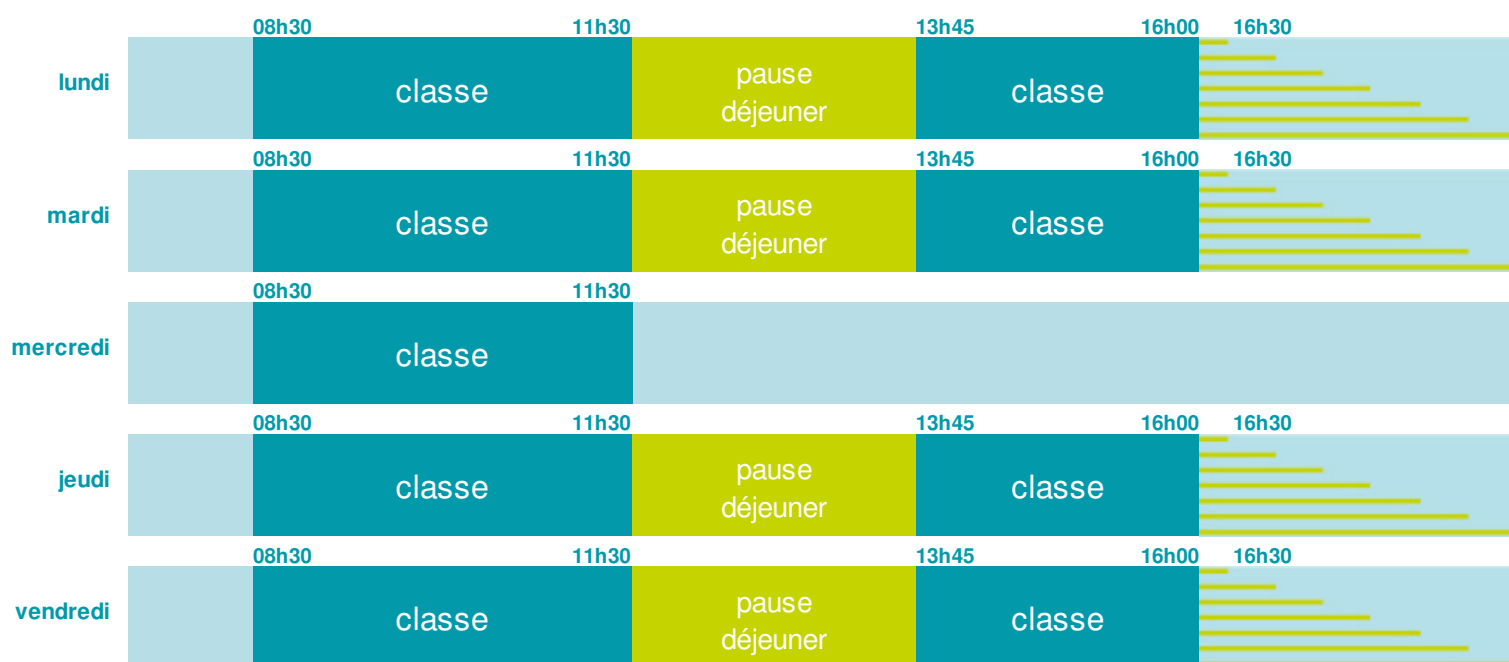 08h30 11h30 13h45 16h00 16h30
lundi classe pause déjeuner classe
08h30 11h30 13h45 16h00 16h30
mardi classe pause déjeuner classe
08h30 11h30
mercredi classe
08h30 11h30 13h45 16h00 16h30
jeudi classe pause déjeuner classe
08h30 11h30 13h45 16h00 16h30
vendredi classe pause déjeuner classe